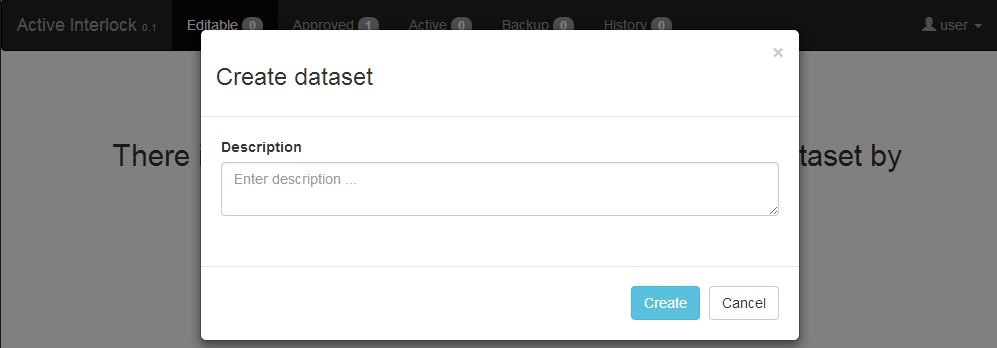 Active Interlock 0.1 Editable 0 Approved 1 Active 0 Backup 0 History 0 user
×
Create dataset
Description
There taset by
Enter description ...
Create Cancel